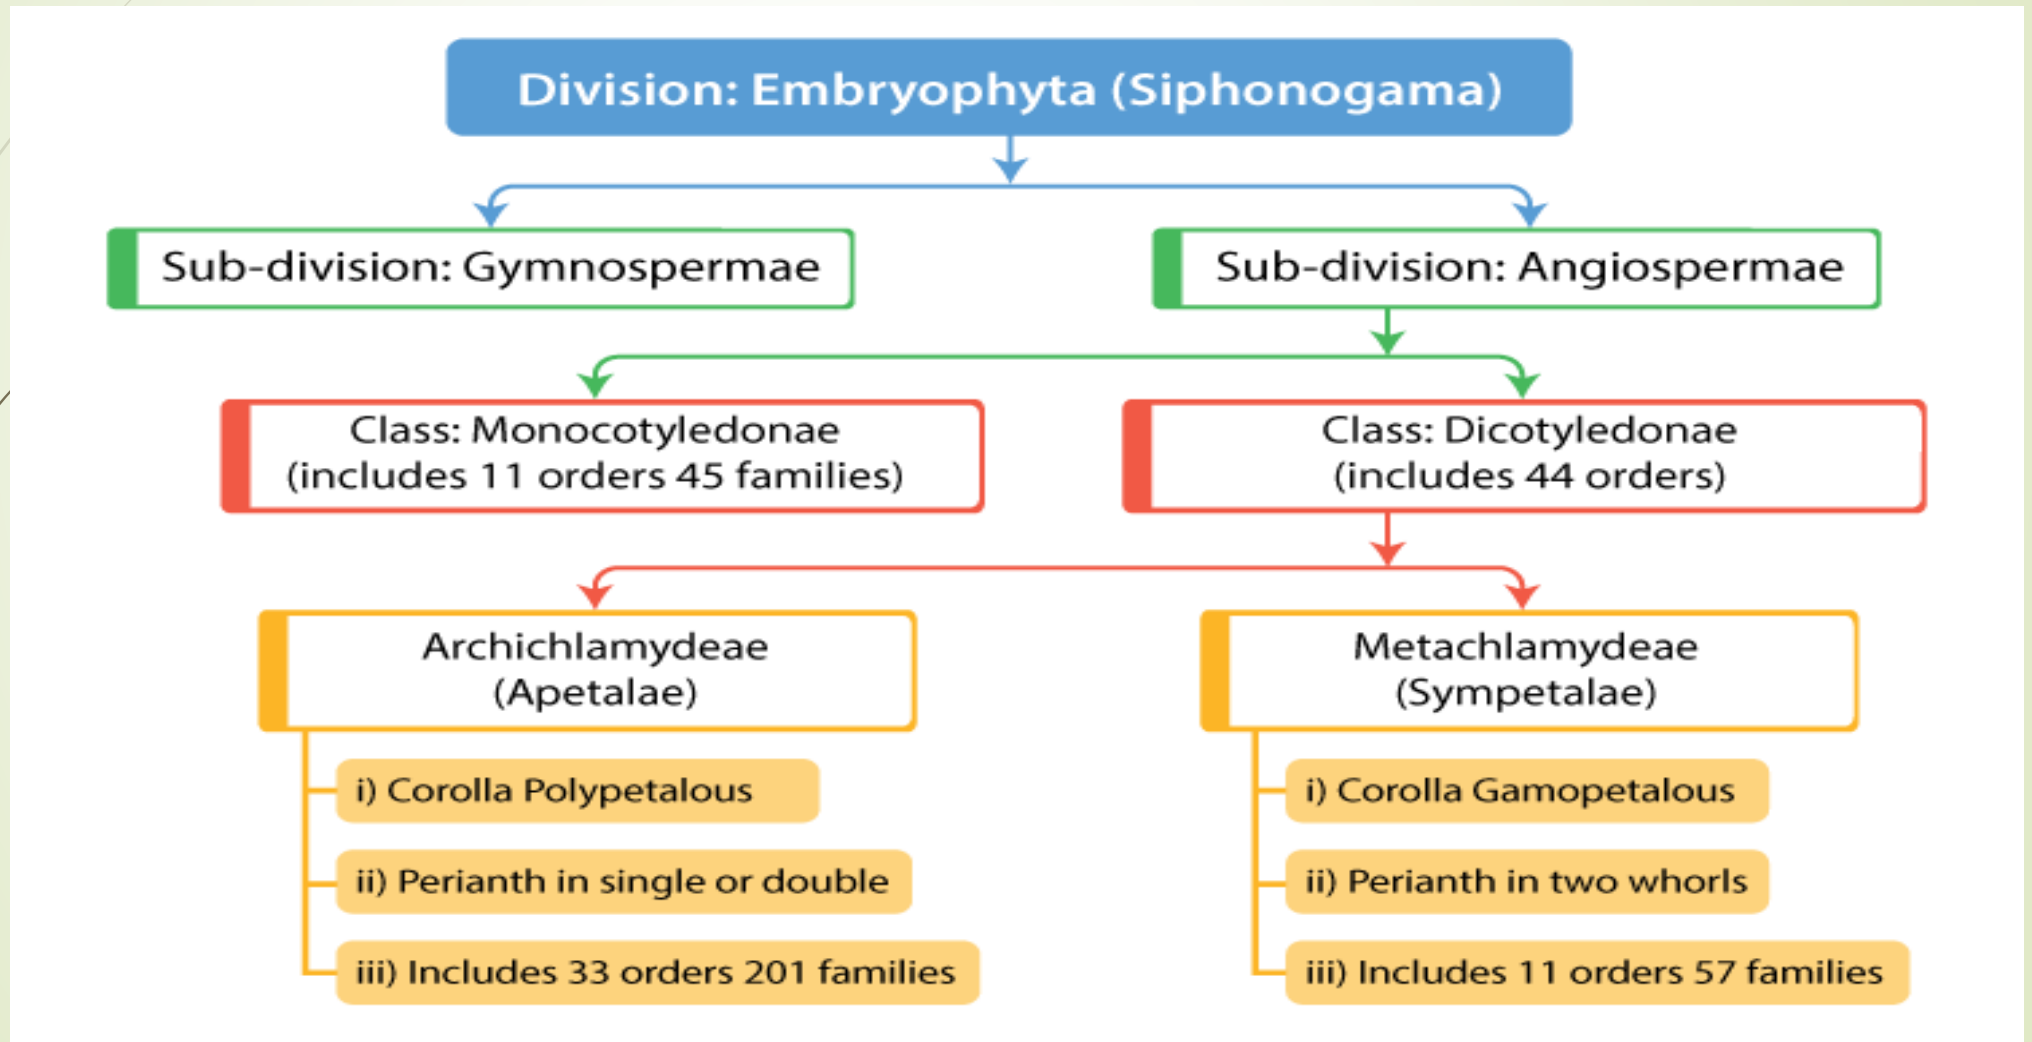 Division: Embryophyta (Siphonogama)
Sub-division: Gymnospermae
Sub-division: Angiospermae
Class: Monocotyledonae
(includes 11 orders 45 families)
Class: Dicotyledonae
(includes 44 orders)
Archichlamydeae
(Apetalae)
i) Corolla Polypetalous
ii) Perianth in single or double
iii) Includes 33 orders 201 families
Metachlamydeae
(Sympetalae)
i) Corolla Gamopetalous
ii) Perianth in two whorls
iii) Includes 11 orders 57 families